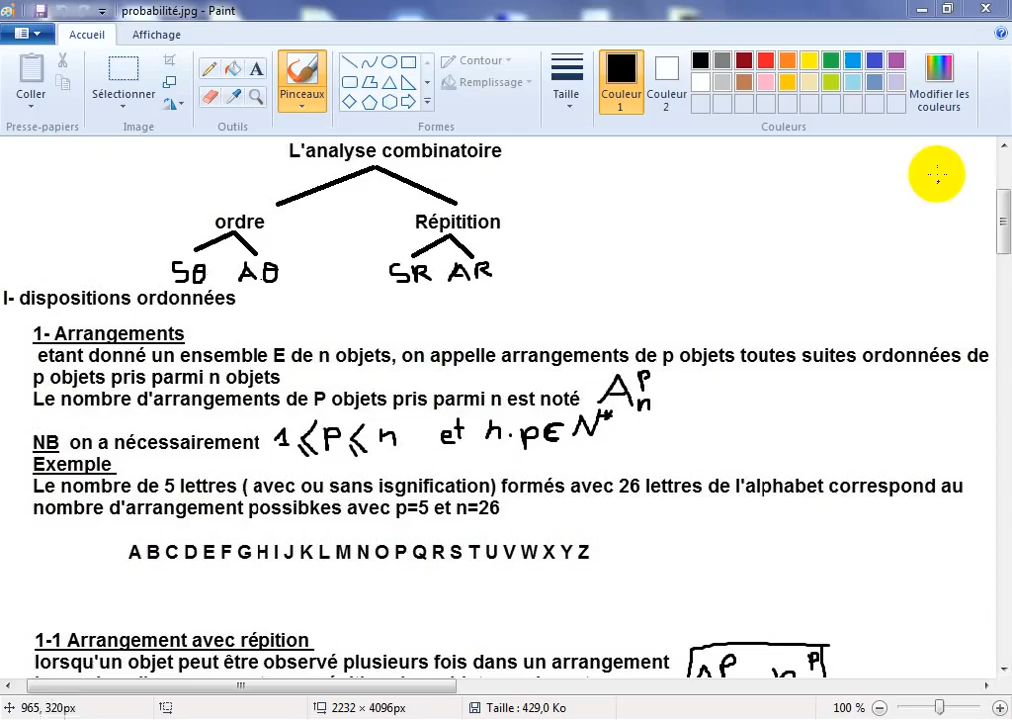 probabilité.jpg - Paint
Accueil Affichage
Coller
Sélectionner
A
Pinceaux
Contour
Remplissage
Taille
Couleur 1
Couleur 2
Modifier les couleurs
Presse-papiers Image Outils Formes Couleurs
L'analyse combinatoire
ordre Répitition
SO AO SR AR
I- dispositions ordonnées
1- Arrangements
etant donné un ensemble E de n objets, on appelle arrangements de p objets toutes suites ordonnées de
p objets pris parmi n objets
Le nombre d'arrangements de P objets pris parmi n est noté A p n
NB on a nécessairement 1 ⩽ P ⩽ n et n.p ∈ N*
Exemple
Le nombre de 5 lettres ( avec ou sans isgnification) formés avec 26 lettres de l'alphabet correspond au
nombre d'arrangement possibkes avec p=5 et n=26
A B C D E F G H I J K L M N O P Q R S T U V W X Y Z
1-1 Arrangement avec répition
lorsqu'un objet peut être observé plusieurs fois dans un arrangement
965, 320px 2232 × 4096px Taille : 429,0 Ko 100 %